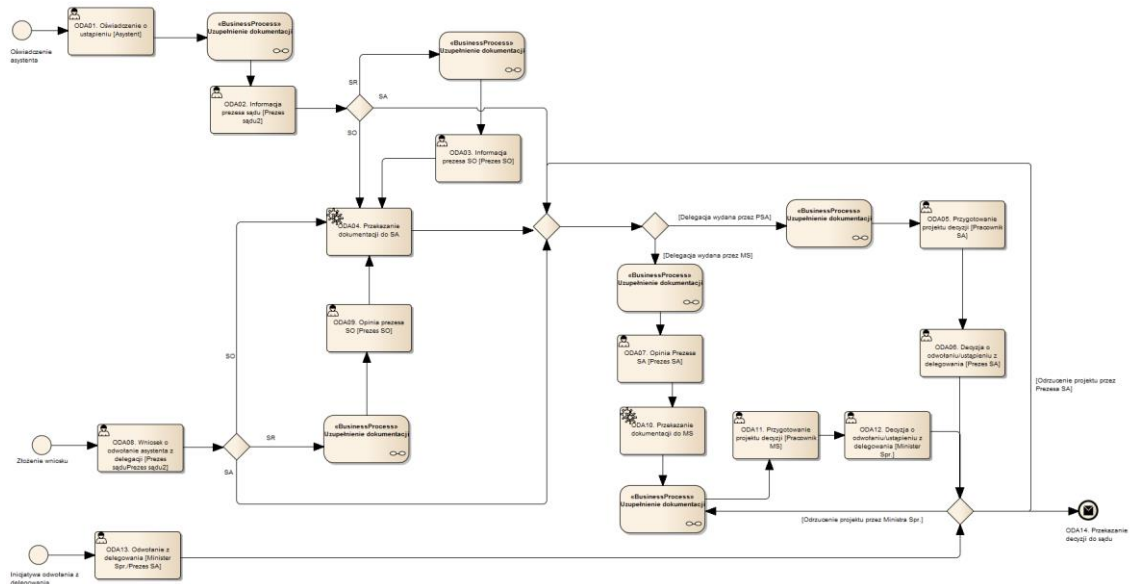 Oświadczenie
asystenta
ODA01. Oświadczenie o
ustąpieniu [Asystent]
«BusinessProcess»
Uzupełnienie dokumentacji
ODA02. Informacja
prezesa sądu [Prezes
sądu2]
SR
SA
SO
«BusinessProcess»
Uzupełnienie dokumentacji
ODA03. Informacja
prezesa SO [Prezes SO]
ODA04. Przekazanie
dokumentacji do SA
[Delegacja wydana przez PSA]
«BusinessProcess»
Uzupełnienie dokumentacji
ODA05. Przygotowanie
projektu decyzji [Pracownik
SA]
[Delegacja wydana przez MS]
«BusinessProcess»
Uzupełnienie dokumentacji
ODA09. Opinia prezesa
SO [Prezes SO]
ODA07. Opinia Prezesa
SA [Prezes SA]
ODA06. Decyzja o
odwołaniu/ustąpieniu z
delegowania [Prezes SA]
[Odrzucenie projektu przez
Prezesa SA]
SO
Złożenie wniosku
ODA08. Wniosek o
odwołanie asystenta z
delegacji [Prezes
sąduPrezes sądu2]
SR
SA
«BusinessProcess»
Uzupełnienie dokumentacji
ODA10. Przekazanie
dokumentacji do MS
ODA11. Przygotowanie
projektu decyzji [Pracownik
MS]
ODA12. Decyzja o
odwołaniu/ustąpieniu z
delegowania [Minister
Spr.]
«BusinessProcess»
Uzupełnienie dokumentacji
[Odrzucenie projektu przez Ministra Spr.]
ODA14. Przekazanie
decyzji do sądu
Inicjatywa odwołania z
delegowania
ODA13. Odwołanie z
delegowania [Minister
Spr./Prezes SA]